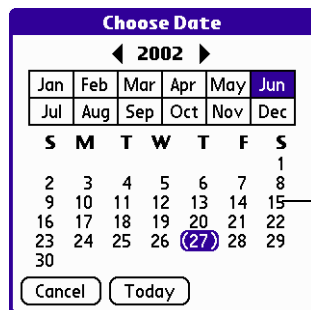 Choose Date
2002
Jan Feb Mar Apr May Jun
Jul Aug Sep Oct Nov Dec
S M T W T F S
1
2 3 4 5 6 7 8
9 10 11 12 13 14 15
16 17 18 19 20 21 22
23 24 25 26 (27) 28 29
30
Cancel Today